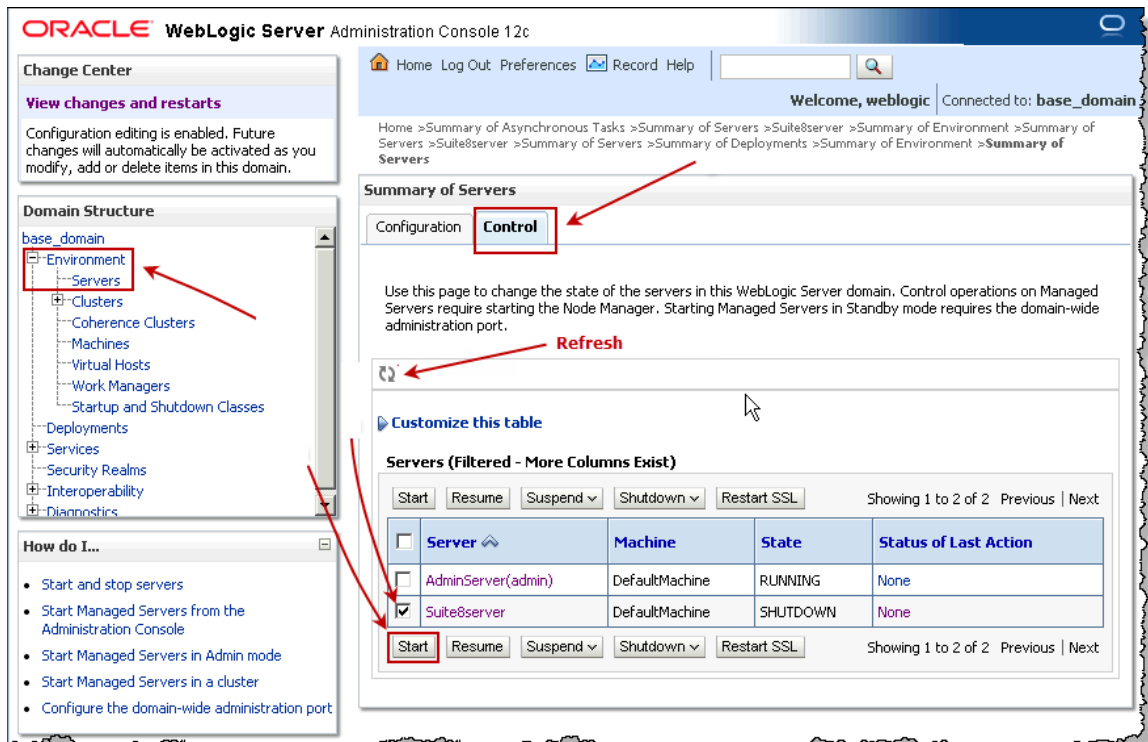 ORACLE WebLogic Server Administration Console 12c
Change Center
View changes and restarts
Configuration editing is enabled. Future
changes will automatically be activated as you
modify, add or delete items in this domain.
Domain Structure
base_domain
Environment
Servers
Clusters
Coherence Clusters
Machines
Virtual Hosts
Work Managers
Startup and Shutdown Classes
Deployments
Services
Security Realms
Interoperability
Diagnostics
How do I...
Start and stop servers
Start Managed Servers from the
Administration Console
Start Managed Servers in Admin mode
Start Managed Servers in a cluster
Configure the domain-wide administration port
Home Log Out Preferences Record Help
Welcome, weblogic Connected to: base_domain
Home >Summary of Asynchronous Tasks >Summary of Servers >Suite8server >Summary of Environment >Summary of
Servers >Suite8server >Summary of Servers >Summary of Deployments >Summary of Environment >Summary of
Servers
Summary of Servers
Configuration Control
Use this page to change the state of the servers in this WebLogic Server domain. Control operations on Managed
Servers require starting the Node Manager. Starting Managed Servers in Standby mode requires the domain-wide
administration port.
Refresh
Customize this table
Servers (Filtered - More Columns Exist)
Start Resume Suspend Shutdown Restart SSL Showing 1 to 2 of 2 Previous | Next
Server Machine State Status of Last Action
AdminServer(admin) DefaultMachine RUNNING None
Suite8server DefaultMachine SHUTDOWN None
Start Resume Suspend Shutdown Restart SSL Showing 1 to 2 of 2 Previous | Next